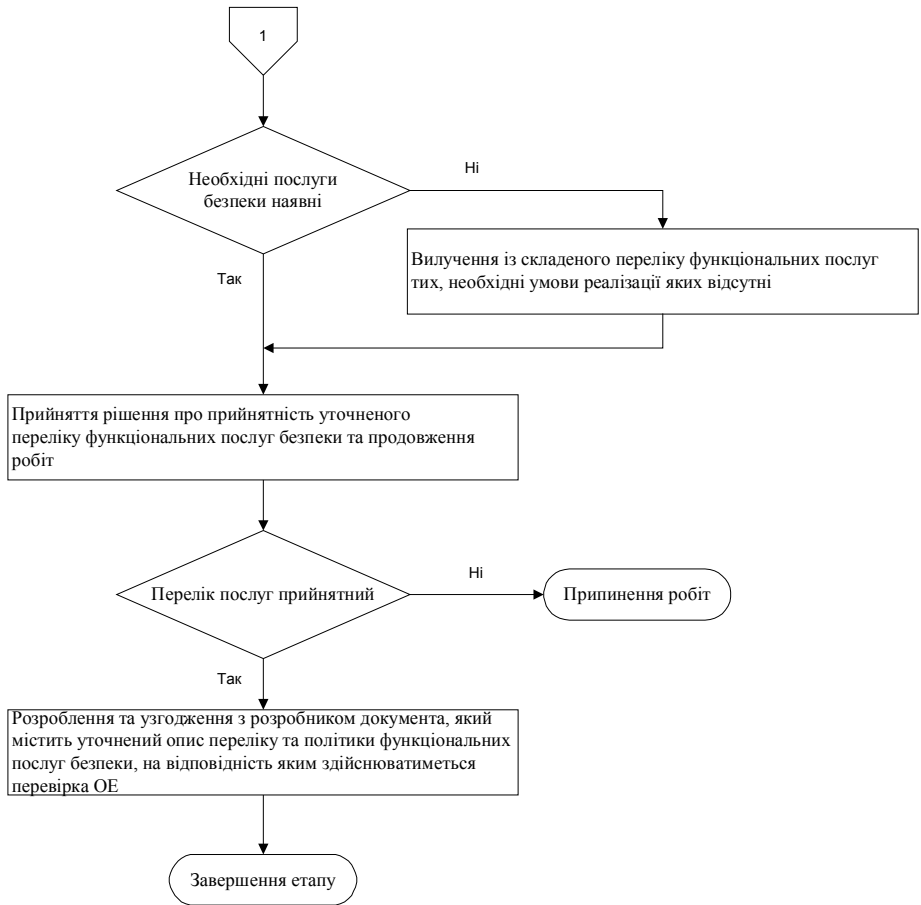 1
Необхідні послуги
безпеки наявні
Ні
Вилучення із складеного переліку функціональних послуг
тих, необхідні умови реалізації яких відсутні
Так
Прийняття рішення про прийнятність уточненого
переліку функціональних послуг безпеки та продовження
робіт
Перелік послуг прийнятний
Ні
Припинення робіт
Так
Розроблення та узгодження з розробником документа, який
містить уточнений опис переліку та політики функціональних
послуг безпеки, на відповідність яким здійснюватиметься
перевірка ОЕ
Завершення етапу